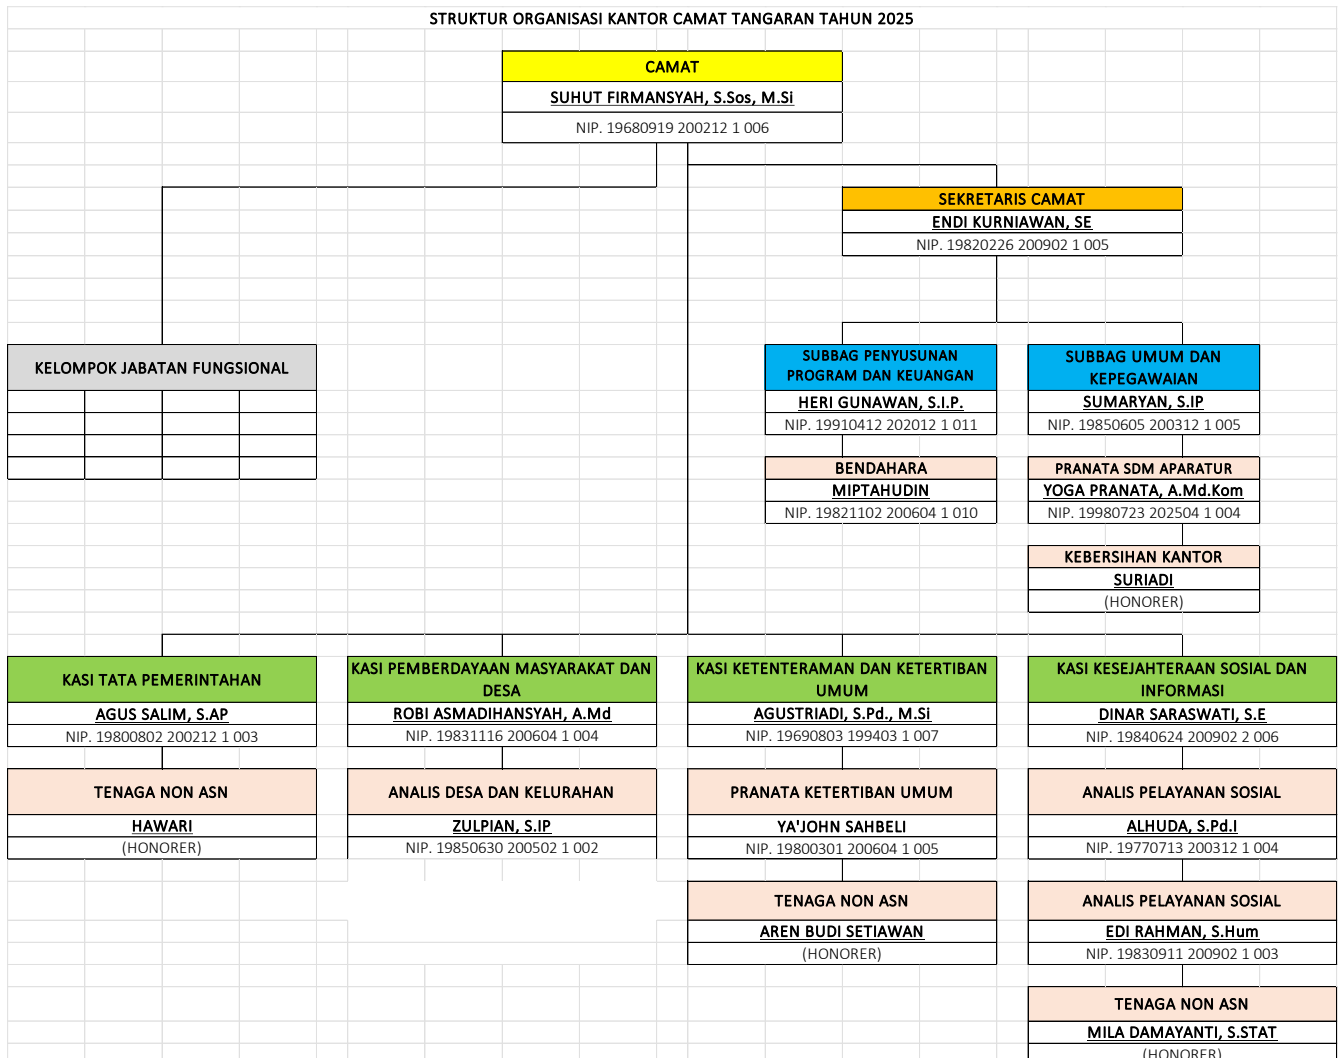 STRUKTUR ORGANISASI KANTOR CAMAT TANGARAN TAHUN 2025
CAMAT
SUHUT FIRMANSYAH, S.Sos, M.Si
NIP. 19680919 200212 1 006
SEKRETARIS CAMAT
ENDI KURNIAWAN, SE
NIP. 19820226 200902 1 005
KELOMPOK JABATAN FUNGSIONAL
SUBBAG PENYUSUNAN
PROGRAM DAN KEUANGAN
HERI GUNAWAN, S.I.P.
NIP. 19910412 202012 1 011
BENDAHARA
MIPTAHUDIN
NIP. 19821102 200604 1 010
SUBBAG UMUM DAN
KEPEGAWAIAN
SUMARYAN, S.IP
NIP. 19850605 200312 1 005
PRANATA SDM APARATUR
YOGA PRANATA, A.Md.Kom
NIP. 19980723 202504 1 004
KEBERSIHAN KANTOR
SURIADI
(HONORER)
KASI TATA PEMERINTAHAN
AGUS SALIM, S.AP
NIP. 19800802 200212 1 003
TENAGA NON ASN
HAWARI
(HONORER)
KASI PEMBERDAYAAN MASYARAKAT DAN
DESA
ROBI ASMADIHANSYAH, A.Md
NIP. 19831116 200604 1 004
ANALIS DESA DAN KELURAHAN
ZULPIAN, S.IP
NIP. 19850630 200502 1 002
KASI KETENTERAMAN DAN KETERTIBAN
UMUM
AGUSTRIADI, S.Pd., M.Si
NIP. 19690803 199403 1 007
PRANATA KETERTIBAN UMUM
YA'JOHN SAHBELI
NIP. 19800301 200604 1 005
TENAGA NON ASN
AREN BUDI SETIAWAN
(HONORER)
KASI KESEJAHTERAAN SOSIAL DAN
INFORMASI
DINAR SARASWATI, S.E
NIP. 19840624 200902 2 006
ANALIS PELAYANAN SOSIAL
ALHUDA, S.Pd.I
NIP. 19770713 200312 1 004
ANALIS PELAYANAN SOSIAL
EDI RAHMAN, S.Hum
NIP. 19830911 200902 1 003
TENAGA NON ASN
MILA DAMAYANTI, S.STAT
(HONORER)